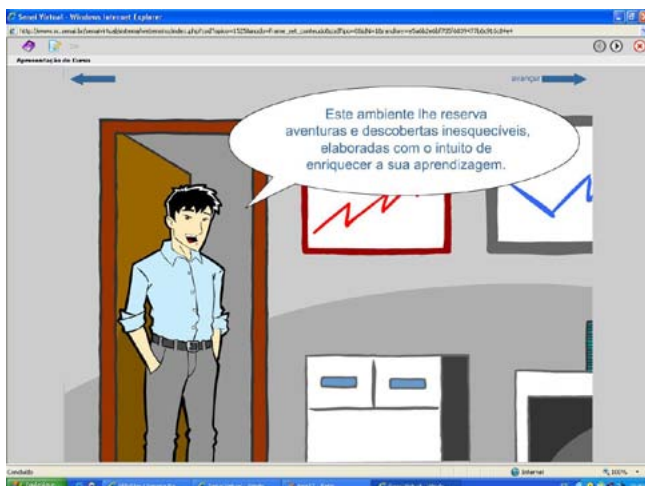 Senai Virtual - Windows Internet Explorer
Apresentação do Curso
avançar
Este ambiente lhe reserva
aventuras e descobertas inesquecíveis,
elaboradas com o intuito de
enriquecer a sua aprendizagem.
Concluído
Internet
100%